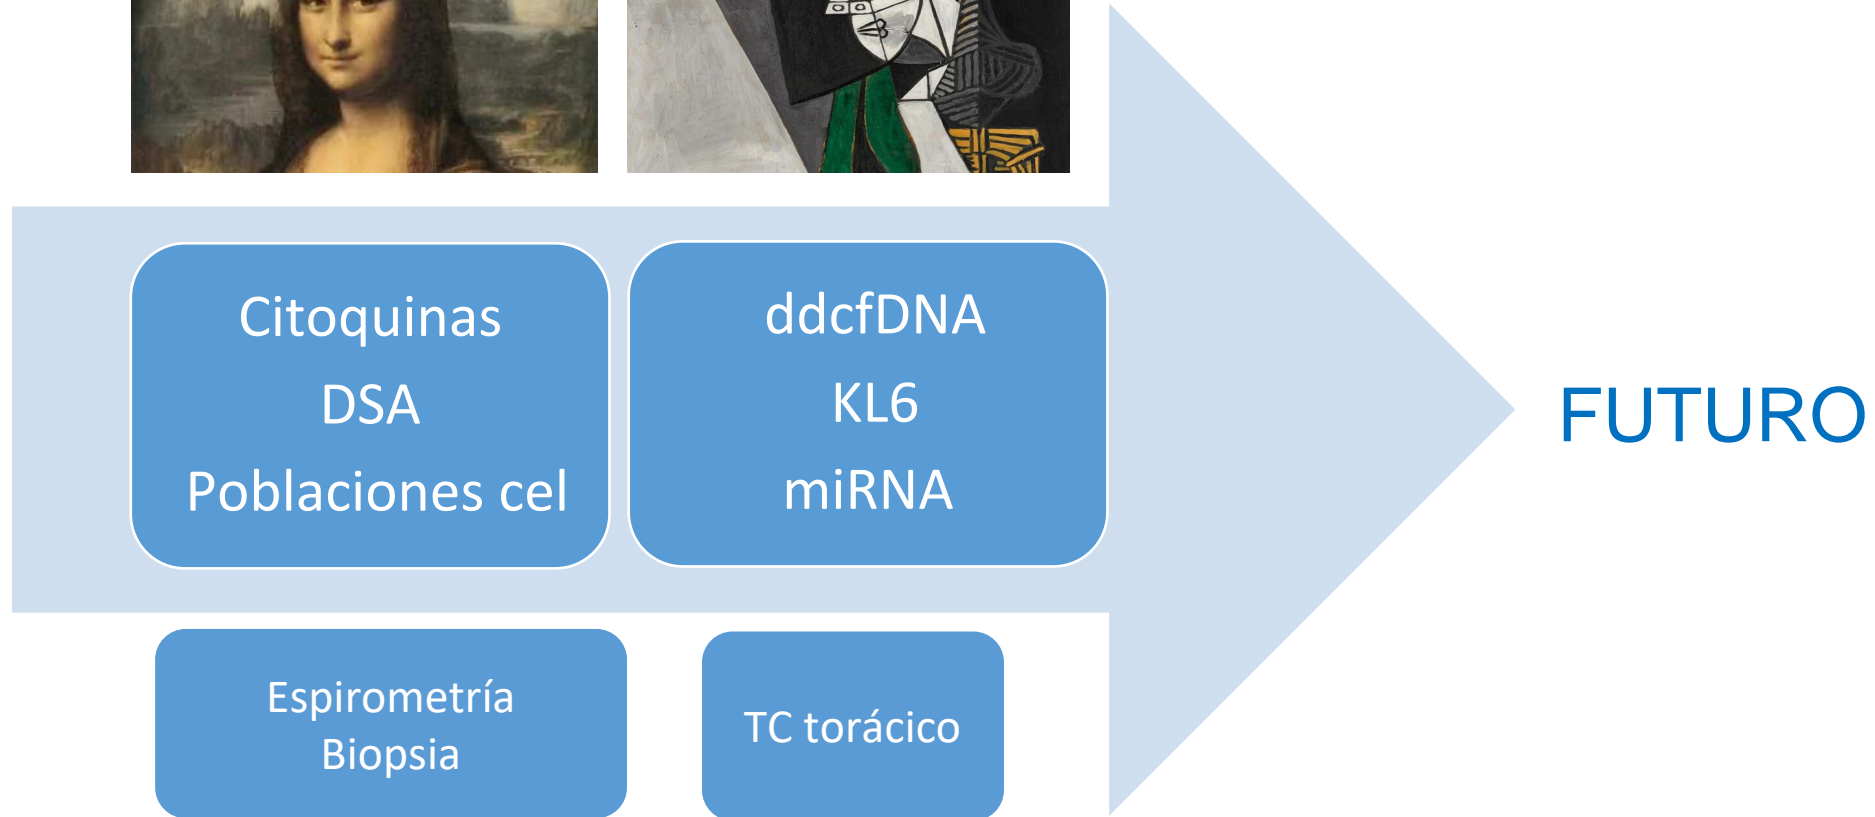 Citoquinas
DSA
Poblaciones cel
ddcfDNA
KL6
miRNA
FUTURO
Espirometría
Biopsia
TC torácico